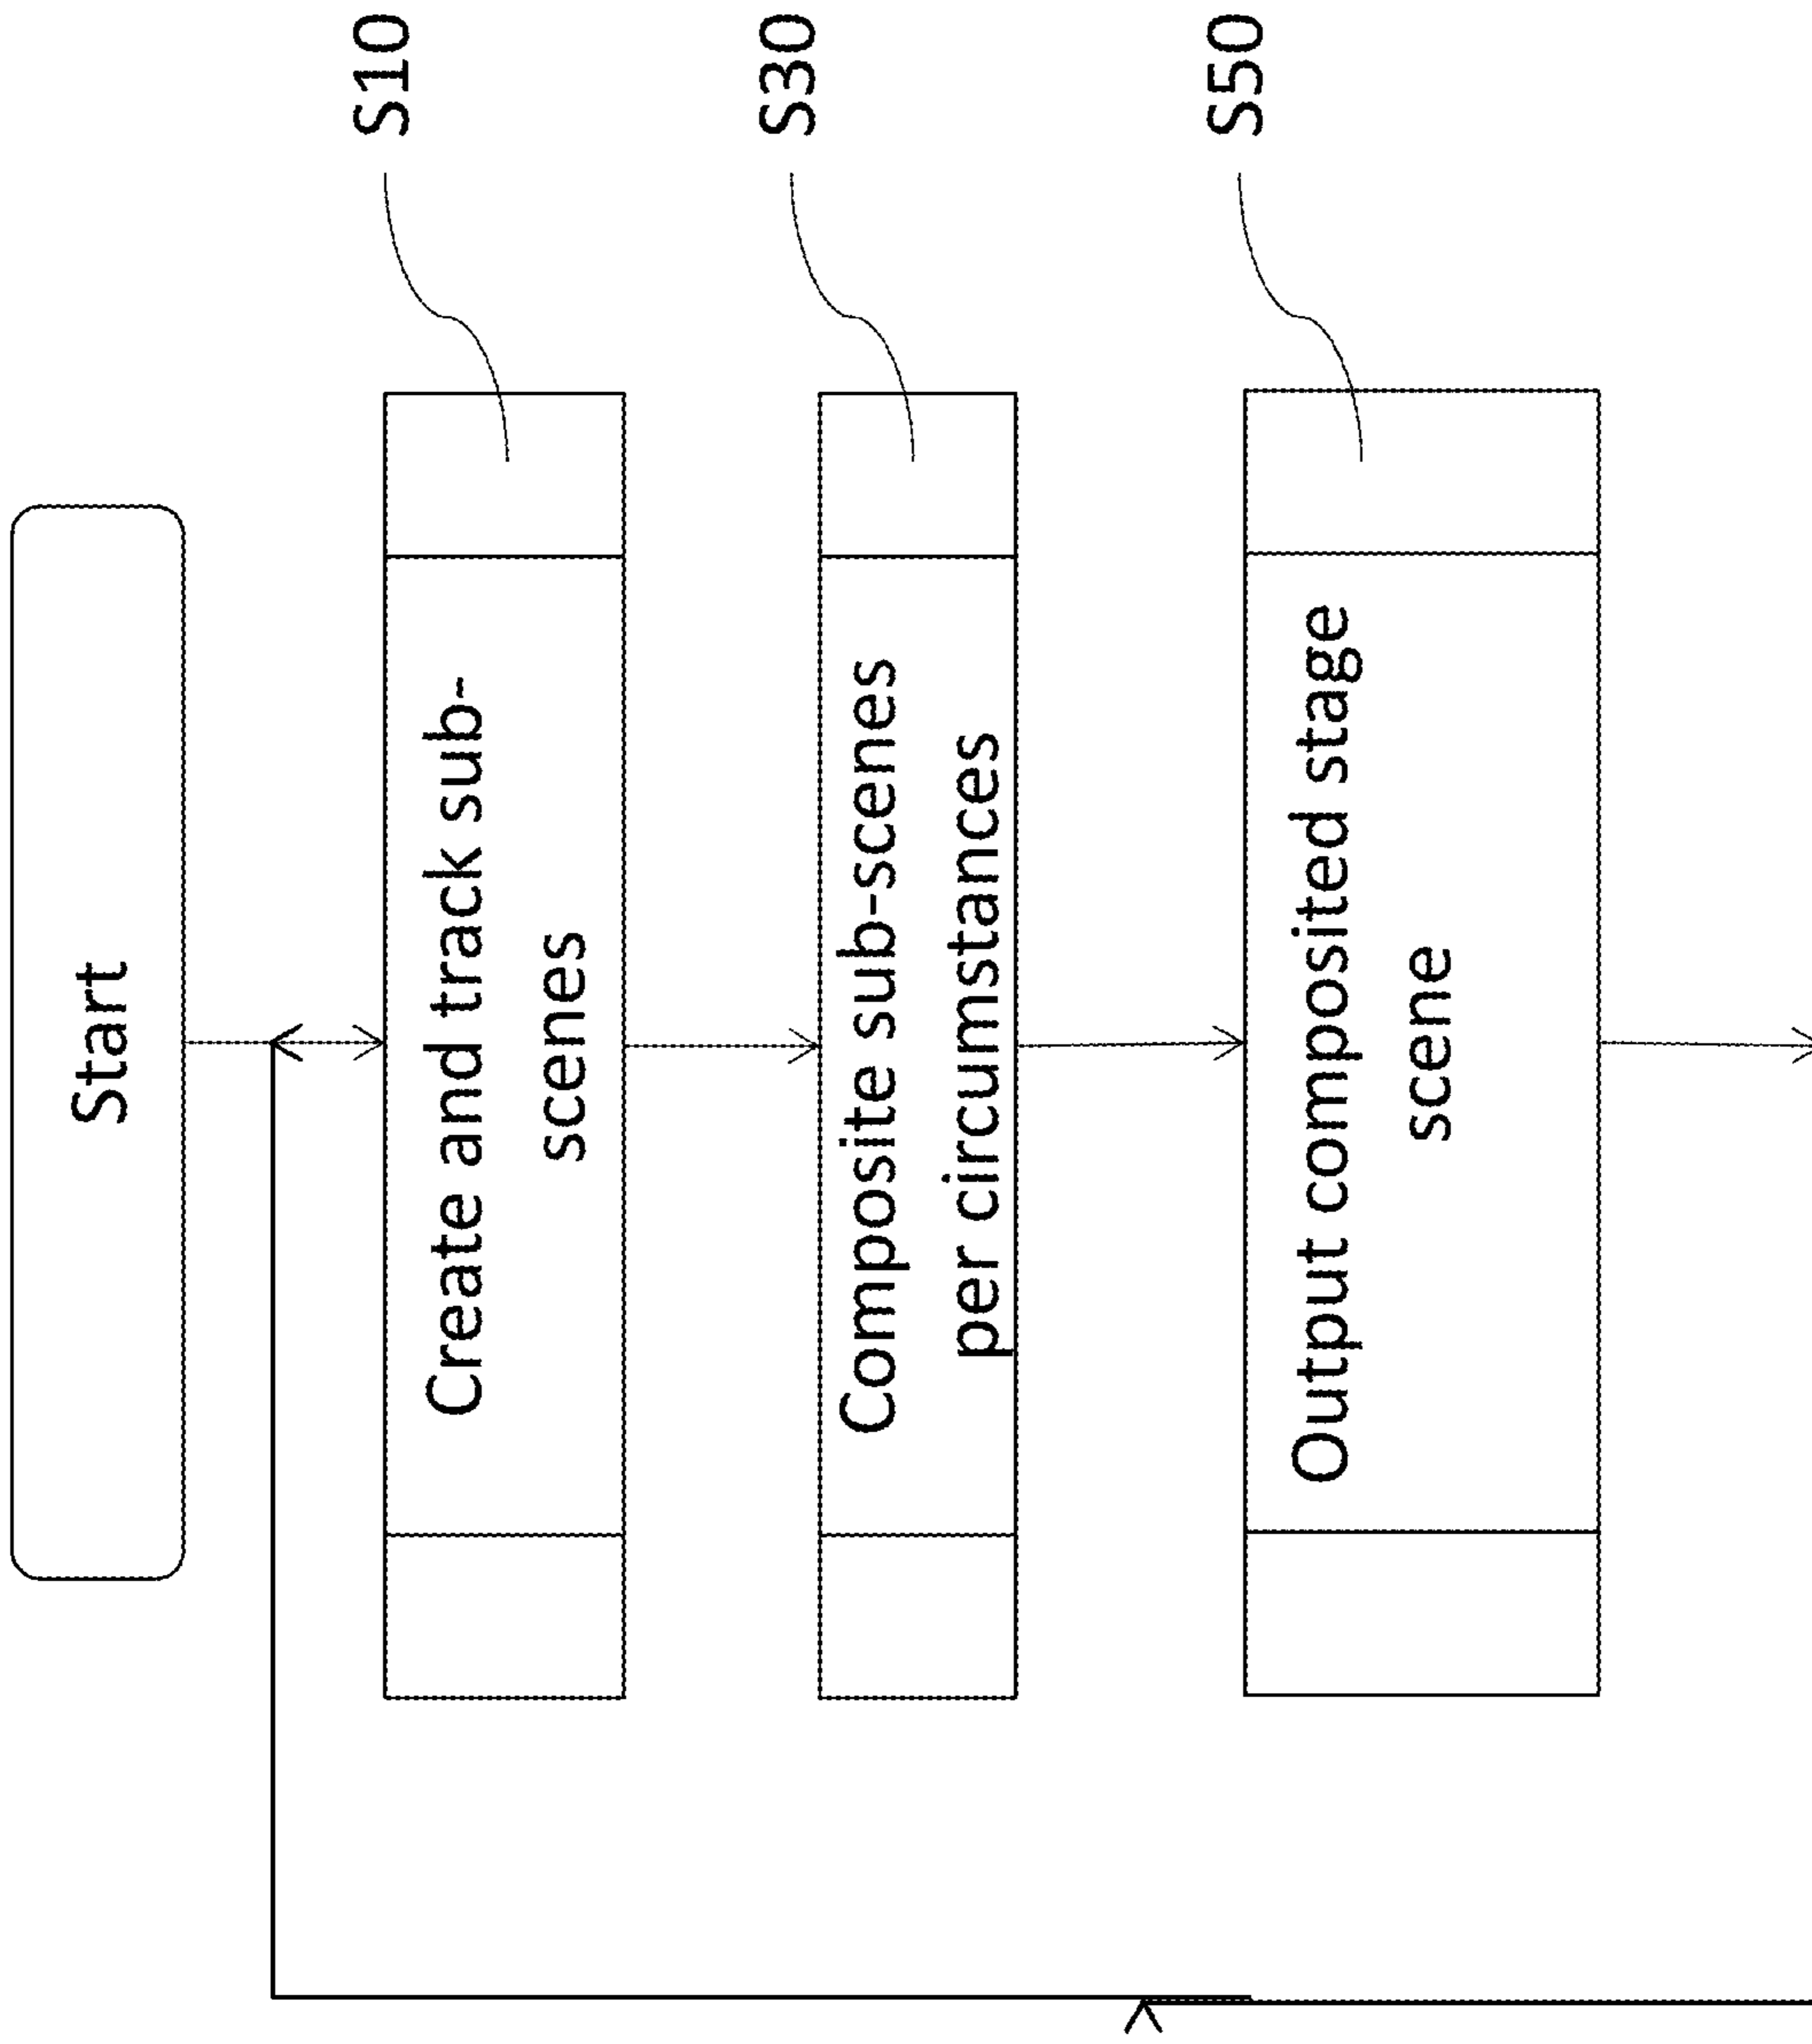 Start
Create and track sub-
scenes
S10
Composite sub-scenes
per circumstances
S30
Output composited stage
scene
S50